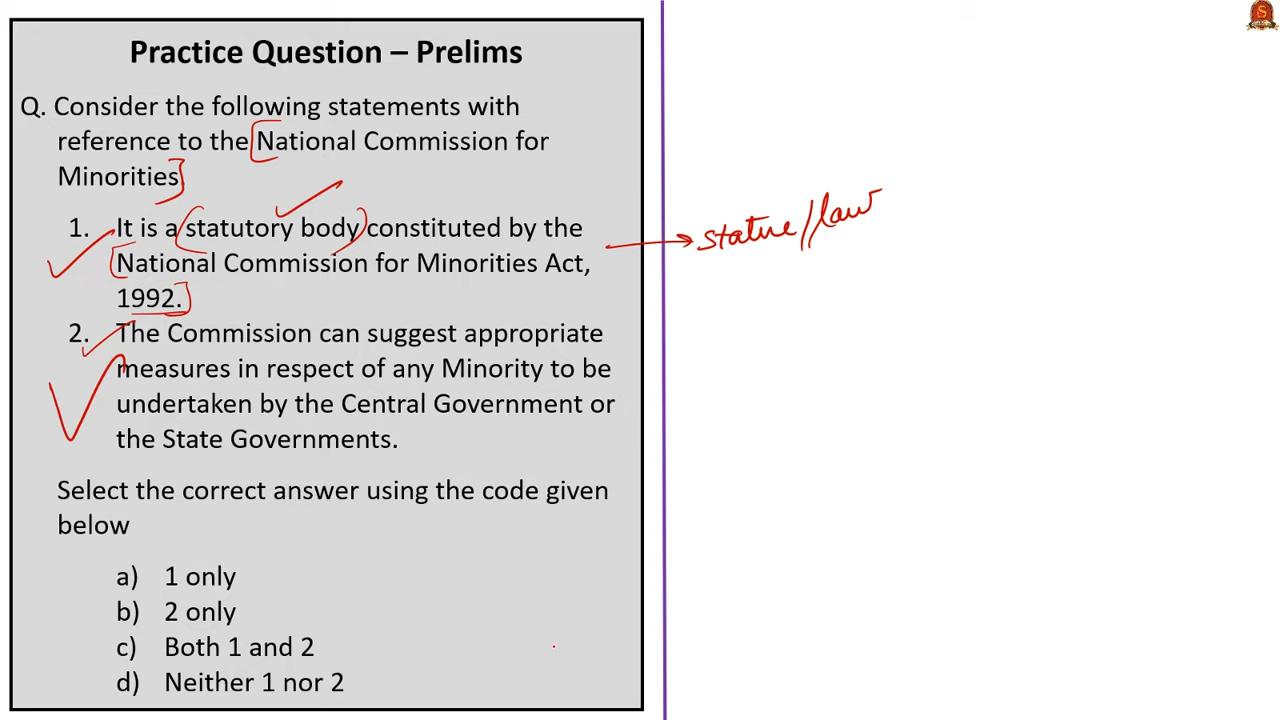 Practice Question – Prelims
Q. Consider the following statements with
reference to the National Commission for
Minorities.
1. It is a statutory body constituted by the
National Commission for Minorities Act,
1992.
2. The Commission can suggest appropriate
measures in respect of any Minority to be
undertaken by the Central Government or
the State Governments.
Select the correct answer using the code given
below
a) 1 only
b) 2 only
c) Both 1 and 2
d) Neither 1 nor 2
statue//law